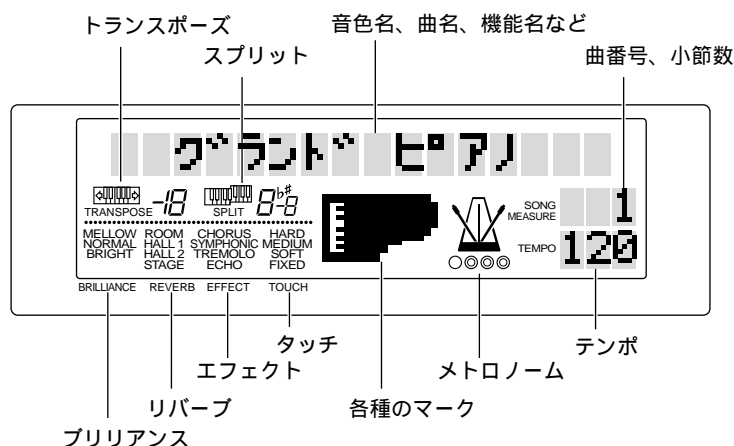 トランスポーズ
音色名、曲名、機能名など
スプリット
曲番号、小節数
グランド ピアノ
TRANSPOSE -18 SPLIT 8♭♯-8
SONG
MEASURE 1
MELLOW ROOM CHORUS HARD
NORMAL HALL 1 SYMPHONIC MEDIUM
BRIGHT HALL 2 TREMOLO SOFT
STAGE ECHO FIXED
TEMPO 120
BRILLIANCE REVERB EFFECT TOUCH
タッチ
テンポ
エフェクト
メトロノーム
リバーブ
各種のマーク
ブリリアンス